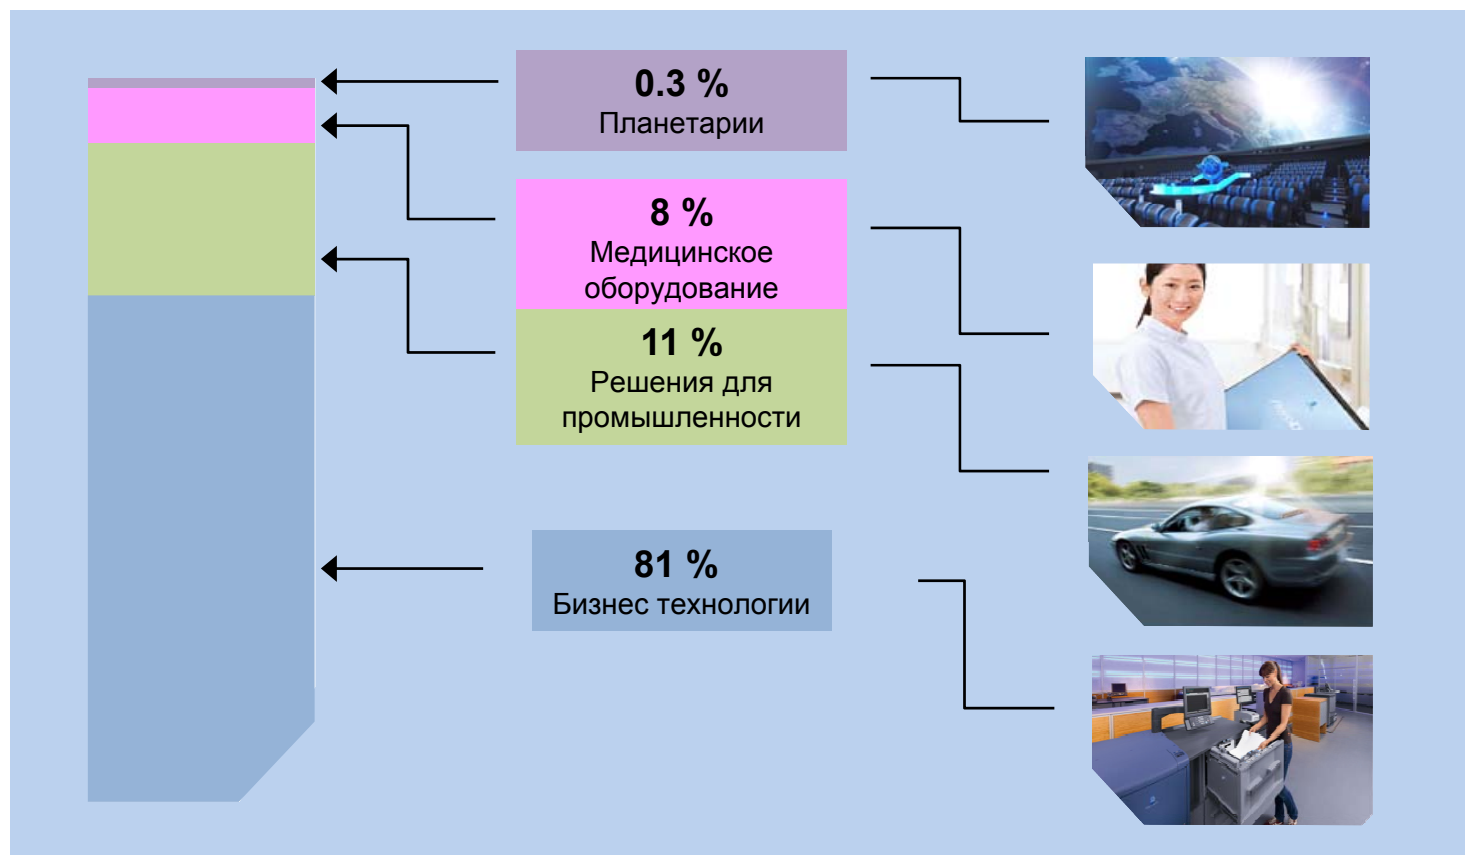 0.3 %
Планетарии
8 %
Медицинское
оборудование
11 %
Решения для
промышленности
81 %
Бизнес технологии